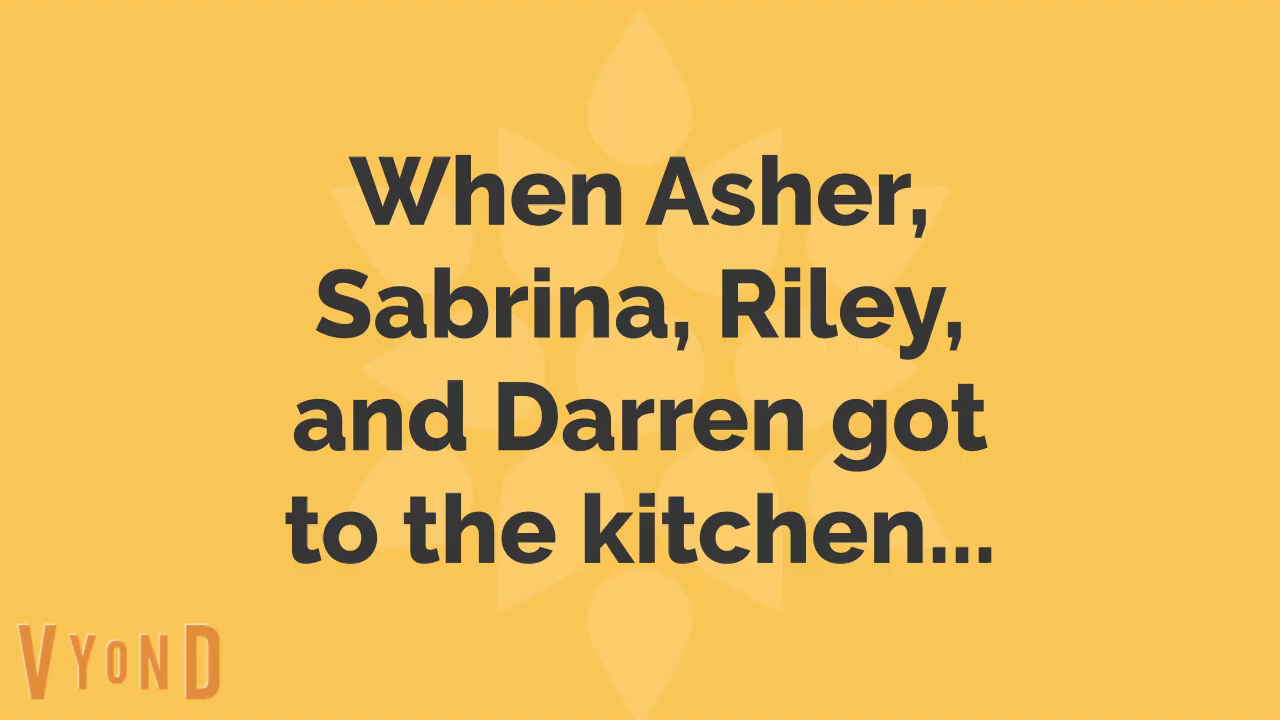 When Asher,
Sabrina, Riley,
and Darren got
to the kitchen...
VYOND